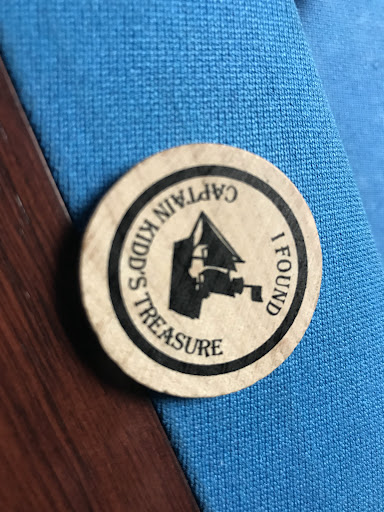 I FOUND
CAPTAIN KIDD'S TREASURE